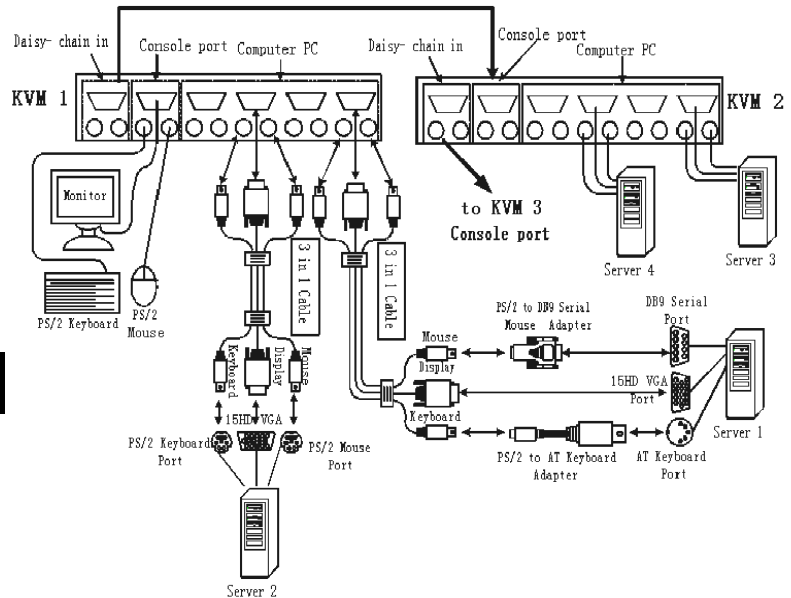 Daisy- chain in
Console port
Computer PC
Daisy- chain in
Console port
Computer PC
KVM 1
KVM 2
Monitor
to KVM 3
Console port
Server 4
Server 3
3 in 1 Cable
3 in 1 Cable
PS/2 Keyboard
PS/2
Mouse
PS/2 to DB9 Serial
Mouse Adapter
DB9 Serial
Port
Keyboard
Display
Mouse
Mouse
Display
Keyboard
15HD VGA
Port
Server 1
15HD VGA
PS/2 Keyboard
Port
PS/2 Mouse
Port
PS/2 to AT Keyboard
Adapter
AT Keyboard
Port
Server 2